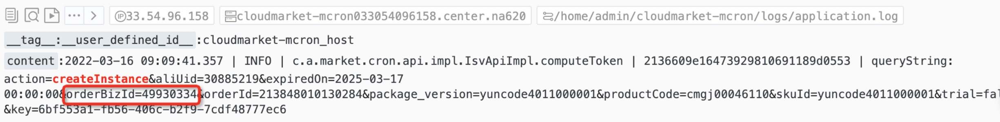 33.54.96.158 cloudmarket-mcron033054096158.center.na620 /home/admin/cloudmarket-mcron/logs/application.log
__tag__:__user_defined_id__:cloudmarket-mcron_host
content:2022-03-16 09:09:41.357 | INFO | c.a.market.cron.api.impl.IsvApiImpl.computeToken | 2136609e16473929810691189d0553 | queryString:
action=createInstance&aliUid=30885219&expiredOn=2025-03-17
00:00:00&orderBizId=49930334&orderId=213848010130284&package_version=yuncode4011000001&productCode=cmgj00046110&skuId=yuncode4011000001&trial=fal
&key=6bf553a1-fb56-406c-b2f9-7cdf48777ec6